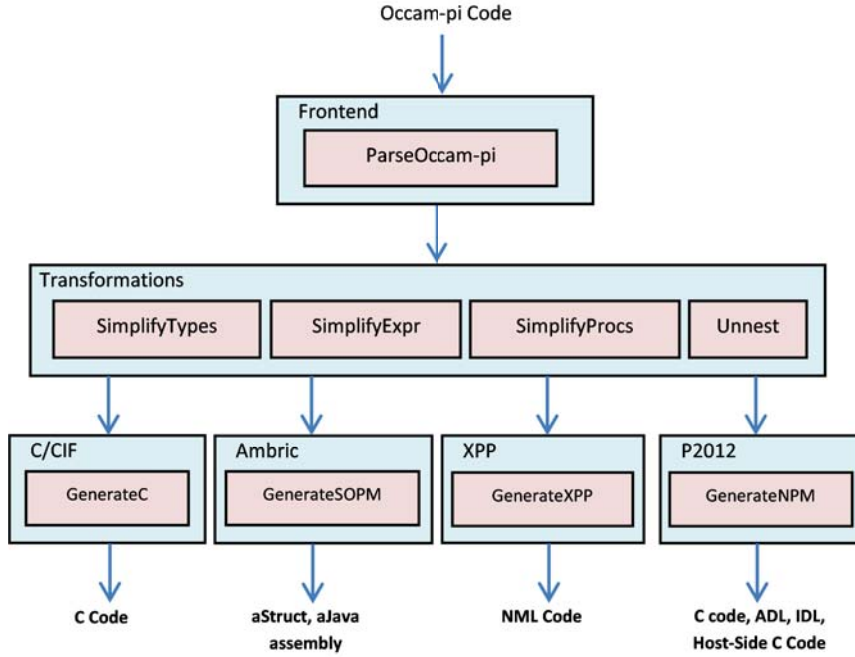 Occam-pi Code
Frontend
ParseOccam-pi
Transformations
SimplifyTypes
SimplifyExpr
SimplifyProcs
Unnest
C/CIF
GenerateC
Ambric
GenerateSOPM
XPP
GenerateXPP
P2012
GenerateNPM
C Code
aStruct, aJava
assembly
NML Code
C code, ADL, IDL,
Host-Side C Code